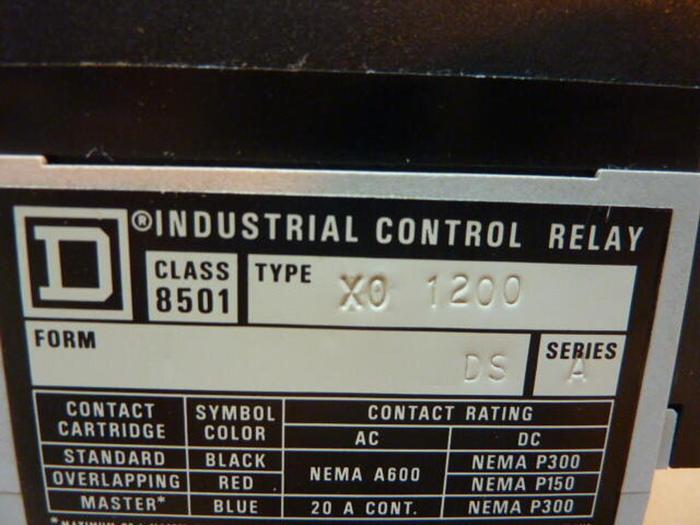 D ® INDUSTRIAL CONTROL RELAY
CLASS 8501 TYPE XO 1200
FORM DS SERIES A
CONTACT CARTRIDGE SYMBOL COLOR CONTACT RATING
AC DC
STANDARD BLACK NEMA A600 NEMA P300
OVERLAPPING RED NEMA P150
MASTER* BLUE 20 A CONT. NEMA P300